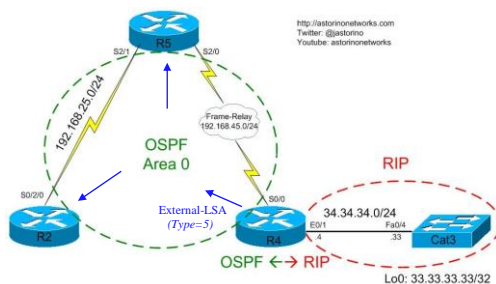 http://astorinonetworks.com
Twitter: @jastorino
Youtube: astorinonetworks
R5
S2/1
S2/0
192.168.25.0/24
Frame-Relay
192.168.45.0/24
OSPF
Area 0
RIP
S0/2/0
S0/0
External-LSA
(Type=5)
34.34.34.0/24
R2
R4
E0/1
.4
Fa0/4
.33
Cat3
OSPF ←→ RIP
Lo0: 33.33.33.33/32